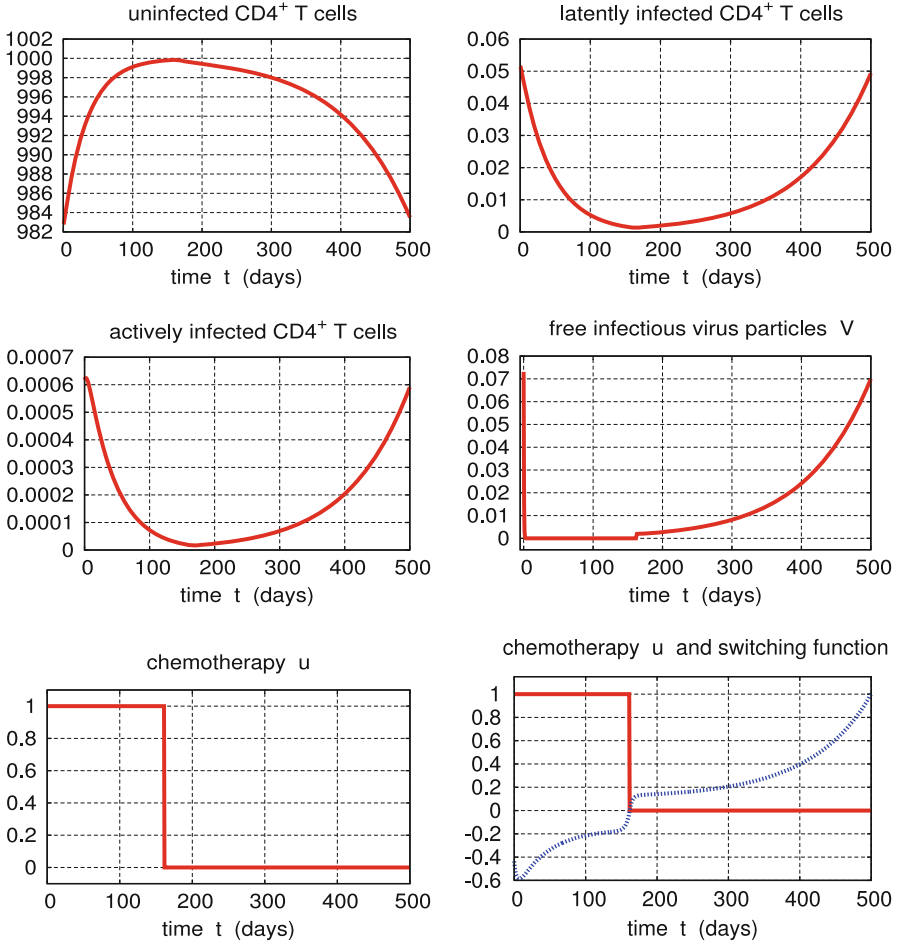 uninfected CD4+ T cells
1002
1000
998
996
994
992
990
988
986
984
982
0 100 200 300 400 500
time t (days)
latently infected CD4+ T cells
0.06
0.05
0.04
0.03
0.02
0.01
0
0 100 200 300 400 500
time t (days)
actively infected CD4+ T cells
0.0007
0.0006
0.0005
0.0004
0.0003
0.0002
0.0001
0
0 100 200 300 400 500
time t (days)
free infectious virus particles V
0.08
0.07
0.06
0.05
0.04
0.03
0.02
0.01
0
0 100 200 300 400 500
time t (days)
chemotherapy u
1
0.8
0.6
0.4
0.2
0
0 100 200 300 400 500
time t (days)
chemotherapy u and switching function
1
0.8
0.6
0.4
0.2
0
-0.2
-0.4
-0.6
0 100 200 300 400 500
time t (days)